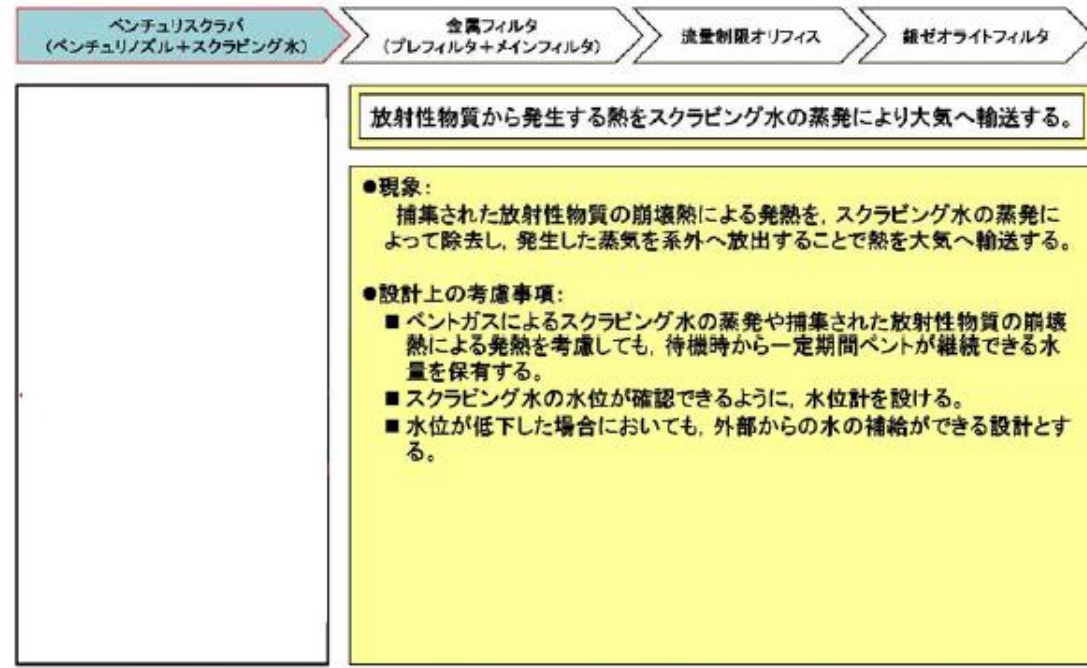 ベンチュリスクラバ
(ベンチュリノズル+スクラビング水)
金属フィルタ
(プレフィルタ+メインフィルタ)
流量制限オリフィス
銀ゼオライトフィルタ
放射性物質から発生する熱をスクラビング水の蒸発により大気へ輸送する。
●現象:
捕集された放射性物質の崩壊熱による発熱を,スクラビング水の蒸発に
よって除去し,発生した蒸気を系外へ放出することで熱を大気へ輸送する。
●設計上の考慮事項:
■ベントガスによるスクラビング水の蒸発や捕集された放射性物質の崩壊
熱による発熱を考慮しても,待機時から一定期間ベントが継続できる水
量を保有する。
■スクラビング水の水位が確認できるように,水位計を設ける。
■水位が低下した場合においても,外部からの水の補給ができる設計とす
る。